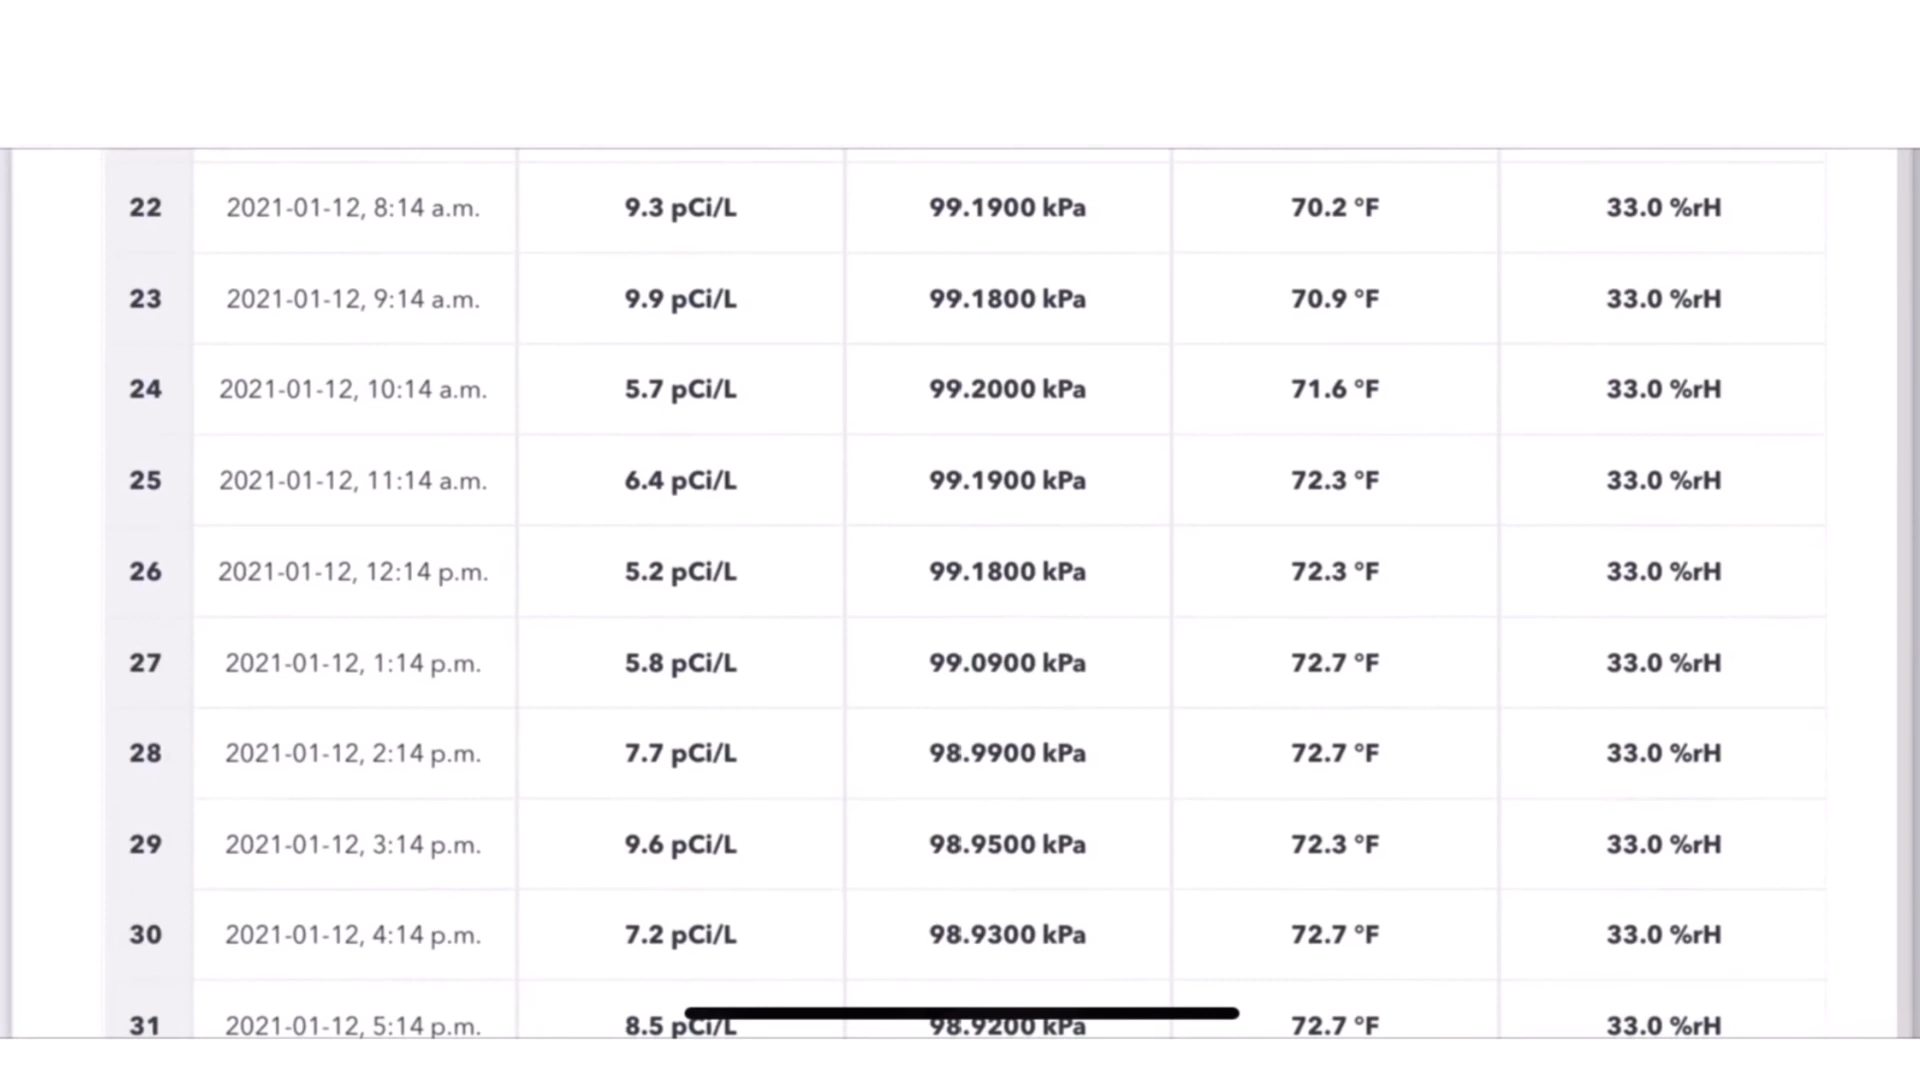 22 2021-01-12, 8:14 a.m. 9.3 pCi/L 99.1900 kPa 70.2 °F 33.0 %rH
23 2021-01-12, 9:14 a.m. 9.9 pCi/L 99.1800 kPa 70.9 °F 33.0 %rH
24 2021-01-12, 10:14 a.m. 5.7 pCi/L 99.2000 kPa 71.6 °F 33.0 %rH
25 2021-01-12, 11:14 a.m. 6.4 pCi/L 99.1900 kPa 72.3 °F 33.0 %rH
26 2021-01-12, 12:14 p.m. 5.2 pCi/L 99.1800 kPa 72.3 °F 33.0 %rH
27 2021-01-12, 1:14 p.m. 5.8 pCi/L 99.0900 kPa 72.7 °F 33.0 %rH
28 2021-01-12, 2:14 p.m. 7.7 pCi/L 98.9900 kPa 72.7 °F 33.0 %rH
29 2021-01-12, 3:14 p.m. 9.6 pCi/L 98.9500 kPa 72.3 °F 33.0 %rH
30 2021-01-12, 4:14 p.m. 7.2 pCi/L 98.9300 kPa 72.7 °F 33.0 %rH
31 2021-01-12, 5:14 p.m. 8.5 pCi/L 98.9200 kPa 72.7 °F 33.0 %rH